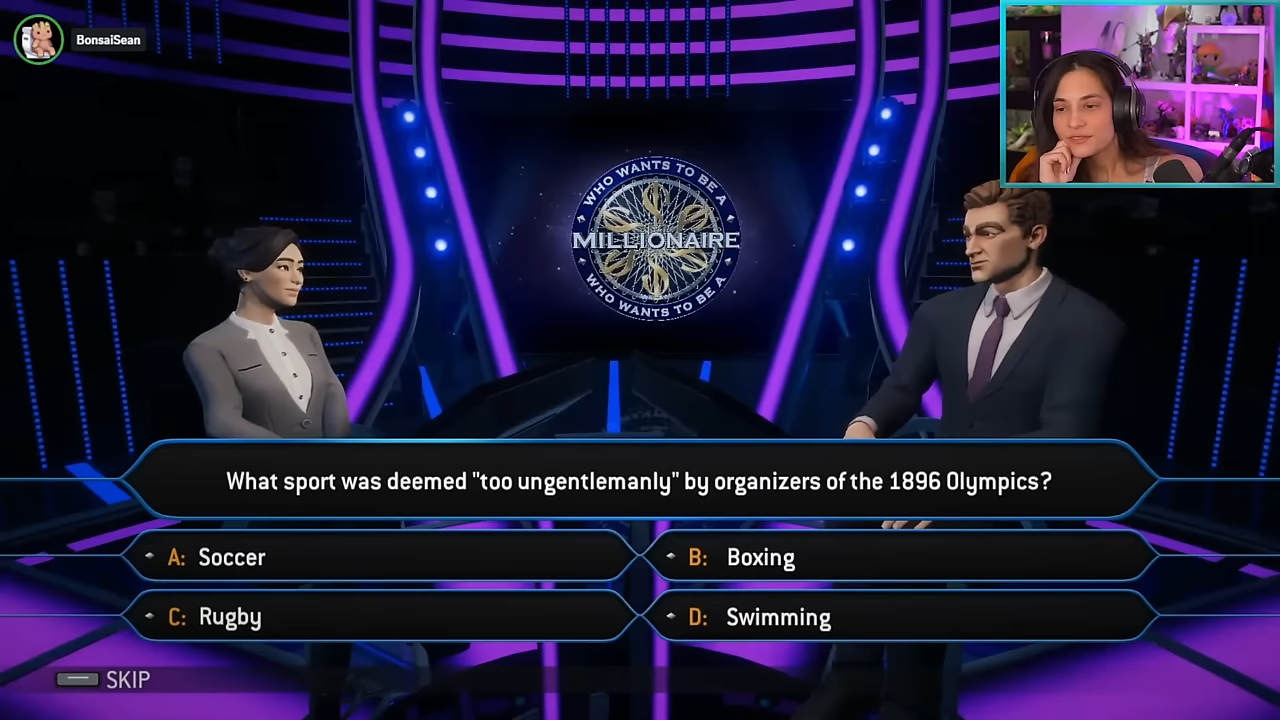 BonsaiSean
WHO WANTS TO BE A
MILLIONAIRE
WHO WANTS TO BE A
What sport was deemed "too ungentlemanly" by organizers of the 1896 Olympics?
A: Soccer
B: Boxing
C: Rugby
D: Swimming
SKIP